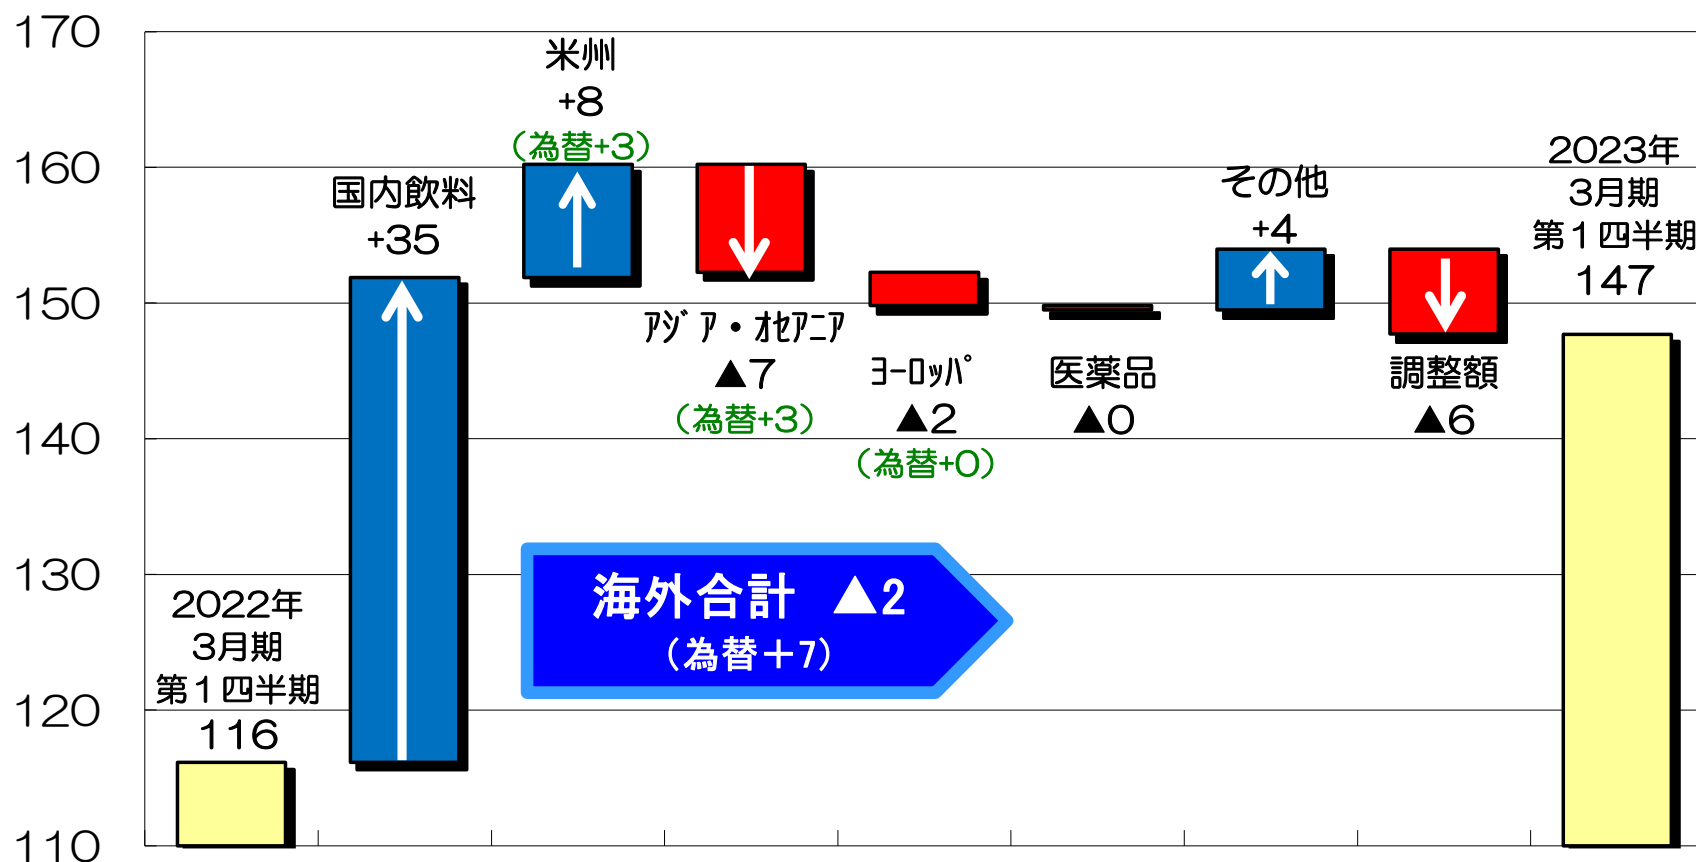 170
160
150
140
130
120
110
2022年
3月期
第1四半期
116
国内飲料
+35
米州
+8
(為替+3)
ｱｼﾞｱ・ｵｾｱﾆｱ
▲7
(為替+3)
ﾖｰﾛｯﾊﾟ
▲2
(為替+0)
医薬品
▲0
その他
+4
調整額
▲6
2023年
3月期
第1四半期
147
海外合計 ▲2
(為替＋7)